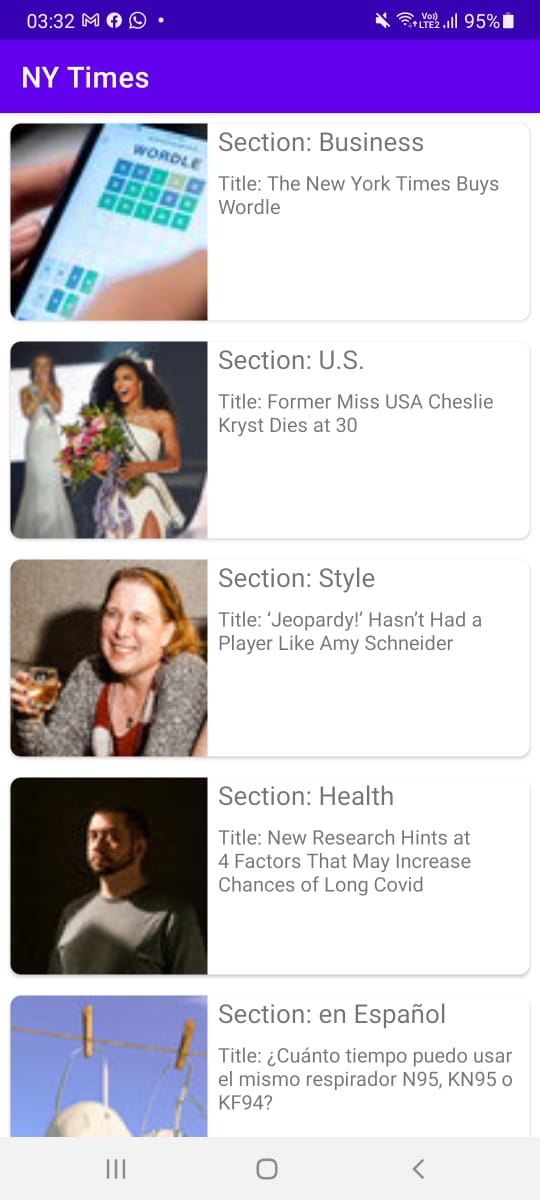 03:32
Vo))
LTE2
95%
NY Times
WORDLE
Section: Business
Title: The New York Times Buys
Wordle
Section: U.S.
Title: Former Miss USA Cheslie
Kryst Dies at 30
Section: Style
Title: ‘Jeopardy!’ Hasn’t Had a
Player Like Amy Schneider
Section: Health
Title: New Research Hints at
4 Factors That May Increase
Chances of Long Covid
Section: en Español
Title: ¿Cuánto tiempo puedo usar
el mismo respirador N95, KN95 o
KF94?